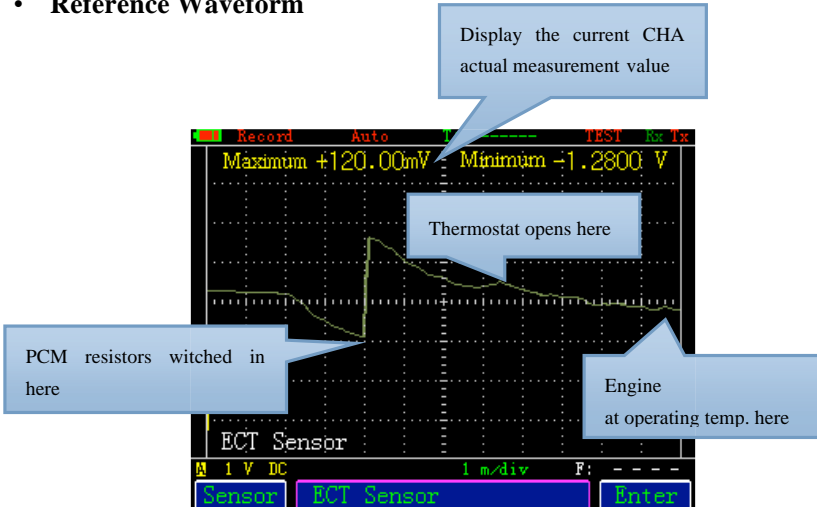 • Reference Waveform
Display the current CHA
actual measurement value
Record Auto T -------- TEST Rx Tx
Maximum +120.00mV Minimum -1.2800 V
Thermostat opens here
PCM resistors witched in
here
Engine
at operating temp. here
ECT Sensor
A 1 V DC 1 m/div F: - - - -
Sensor ECT Sensor Enter